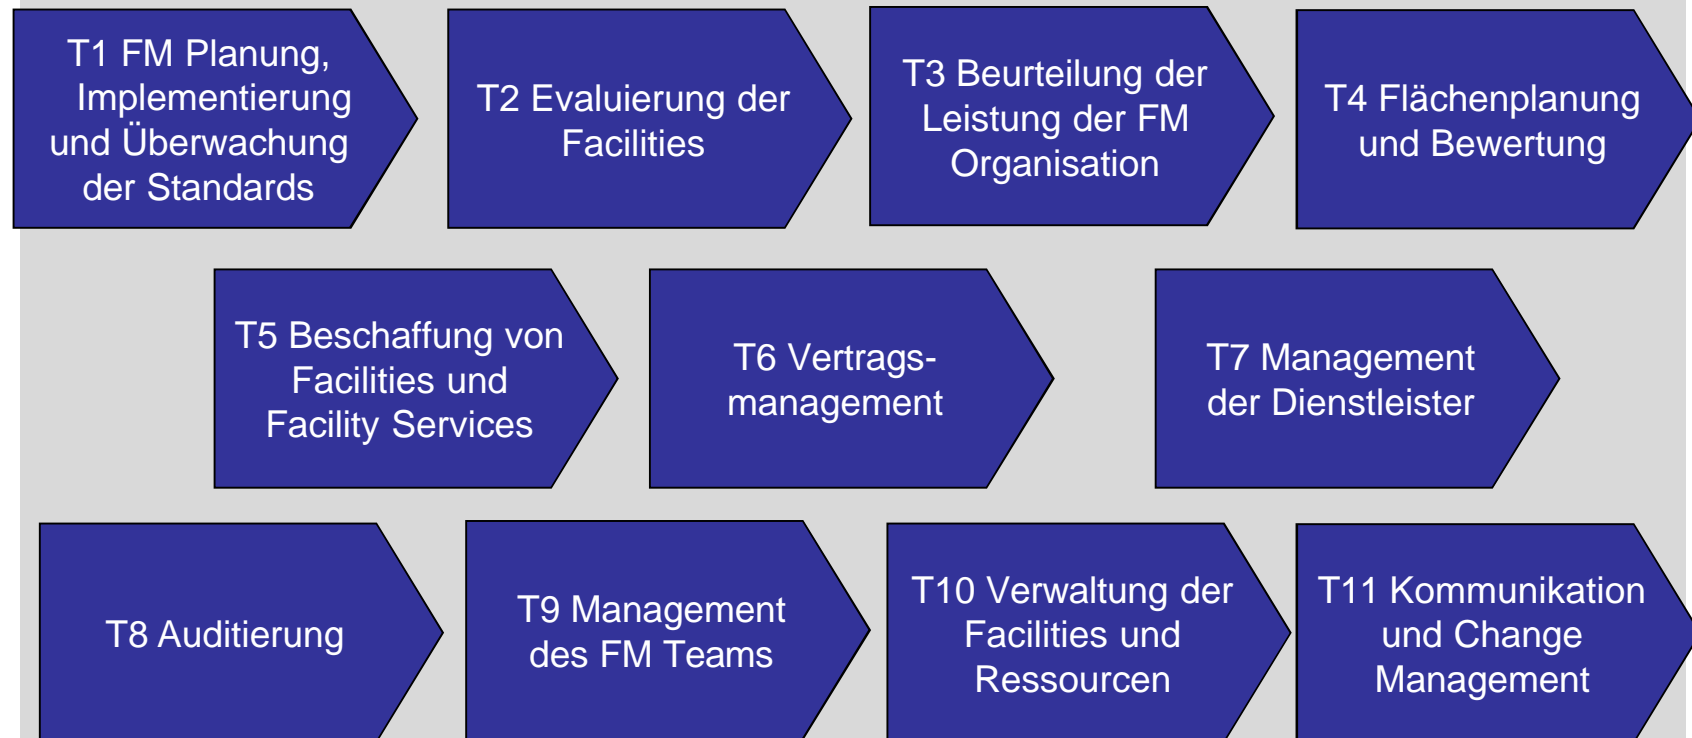 T1 FM Planung,
Implementierung
und Überwachung
der Standards
T2 Evaluierung der
Facilities
T3 Beurteilung der
Leistung der FM
Organisation
T4 Flächenplanung
und Bewertung
T5 Beschaffung von
Facilities und
Facility Services
T6 Vertrags-
management
T7 Management
der Dienstleister
T8 Auditierung
T9 Management
des FM Teams
T10 Verwaltung der
Facilities und
Ressourcen
T11 Kommunikation
und Change
Management